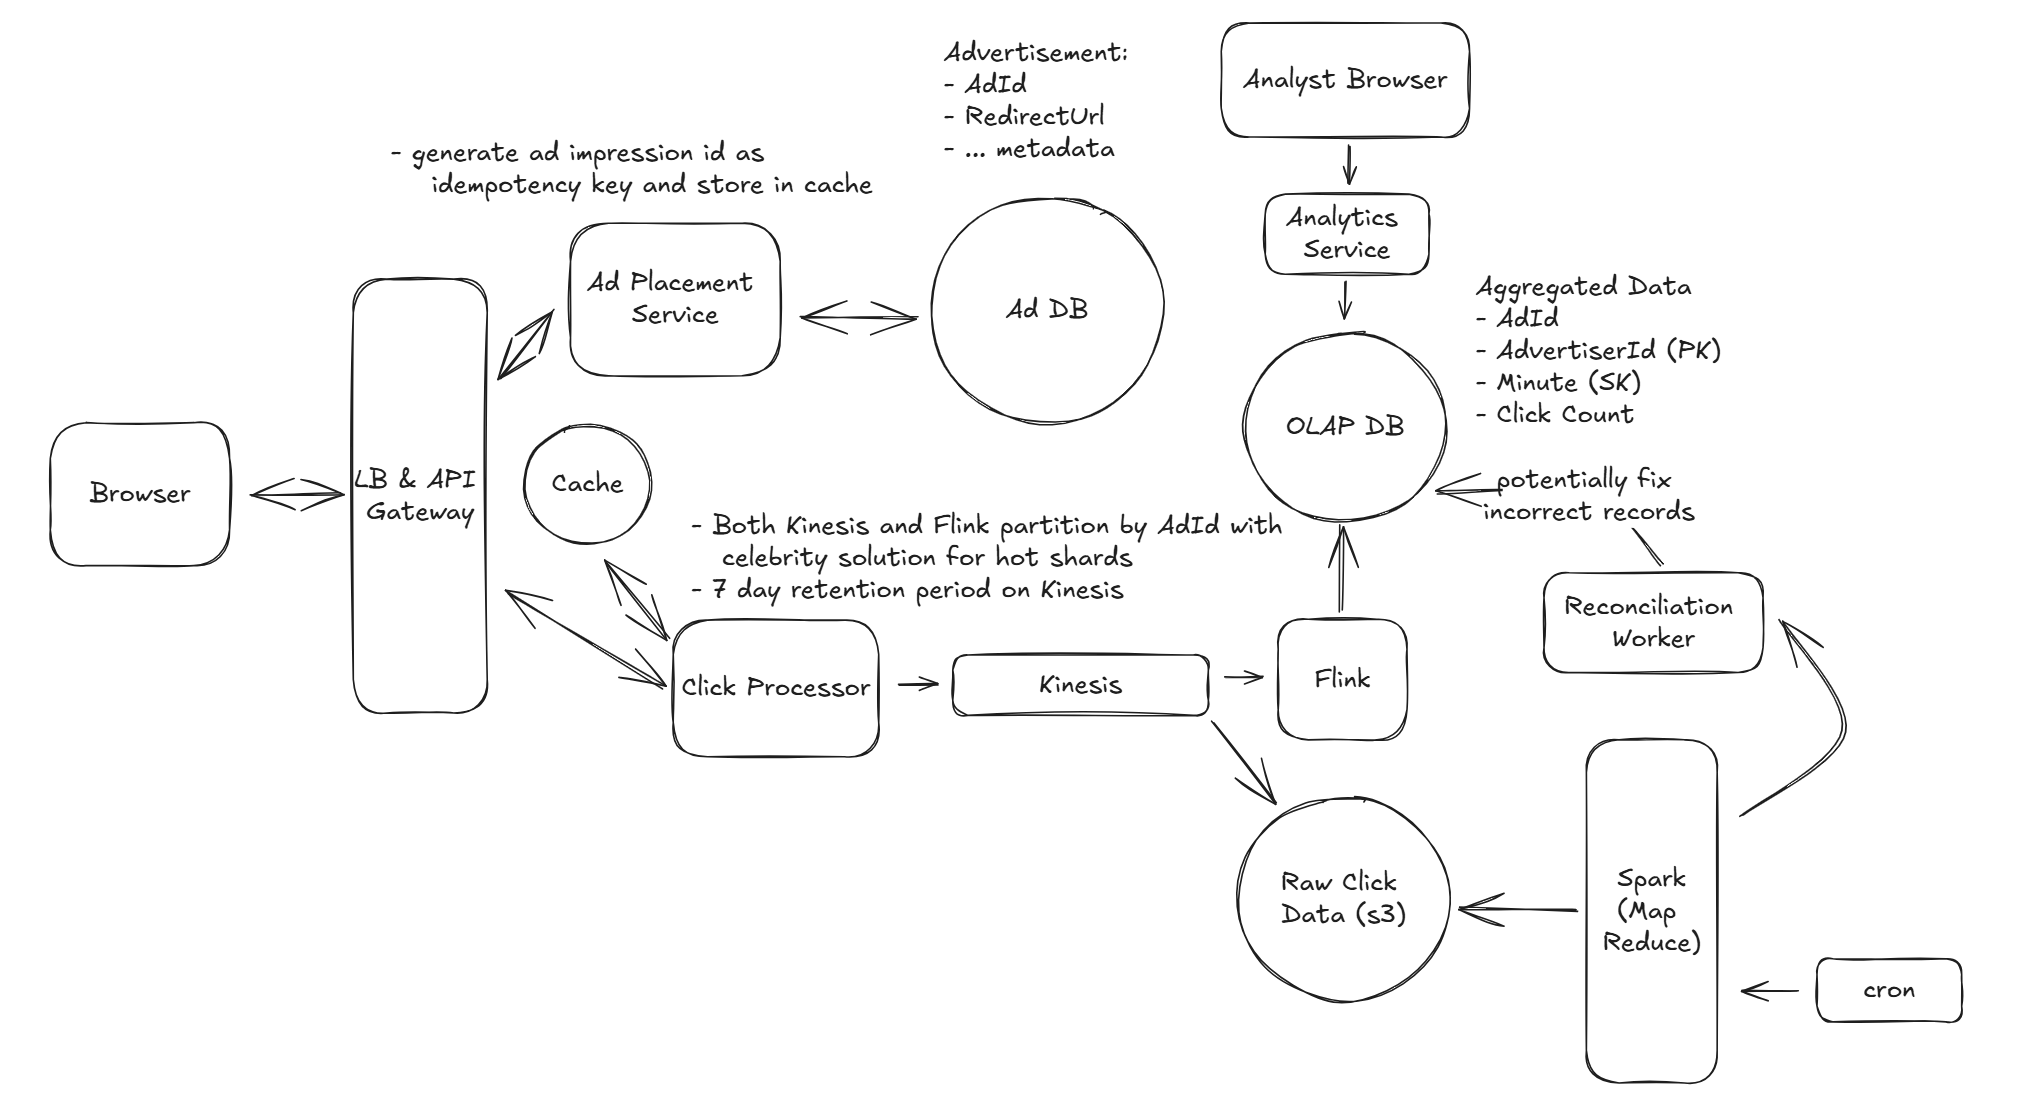 Advertisement:
- AdId
- RedirectUrl
- ... metadata
Analyst Browser
- generate ad impression id as
idempotency key and store in cache
Analytics
Service
Ad Placement
Service
Ad DB
Aggregated Data
- AdId
- AdvertiserId (PK)
- Minute (SK)
- Click Count
OLAP DB
Browser
LB & API
Gateway
Cache
potentially fix
incorrect records
- Both Kinesis and Flink partition by AdId with
celebrity solution for hot shards
- 7 day retention period on Kinesis
Reconciliation
Worker
Click Processor
Kinesis
Flink
Raw Click
Data (s3)
Spark
(Map
Reduce)
cron